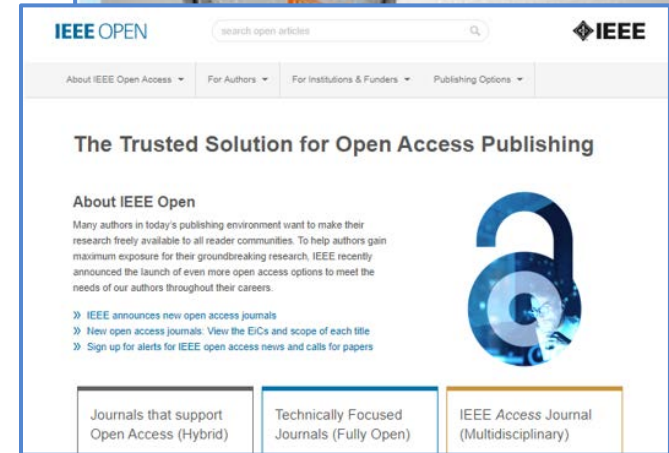 IEEE OPEN
search open articles
IEEE
About IEEE Open Access
For Authors
For Institutions & Funders
Publishing Options
The Trusted Solution for Open Access Publishing
About IEEE Open
Many authors in today's publishing environment want to make their
research freely available to all reader communities. To help authors gain
maximum exposure for their groundbreaking research, IEEE recently
announced the launch of even more open access options to meet the
needs of our authors throughout their careers.
» IEEE announces new open access journals
» New open access journals: View the EiCs and scope of each title
» Sign up for alerts for IEEE open access news and calls for papers
Journals that support
Open Access (Hybrid)
Technically Focused
Journals (Fully Open)
IEEE Access Journal
(Multidisciplinary)